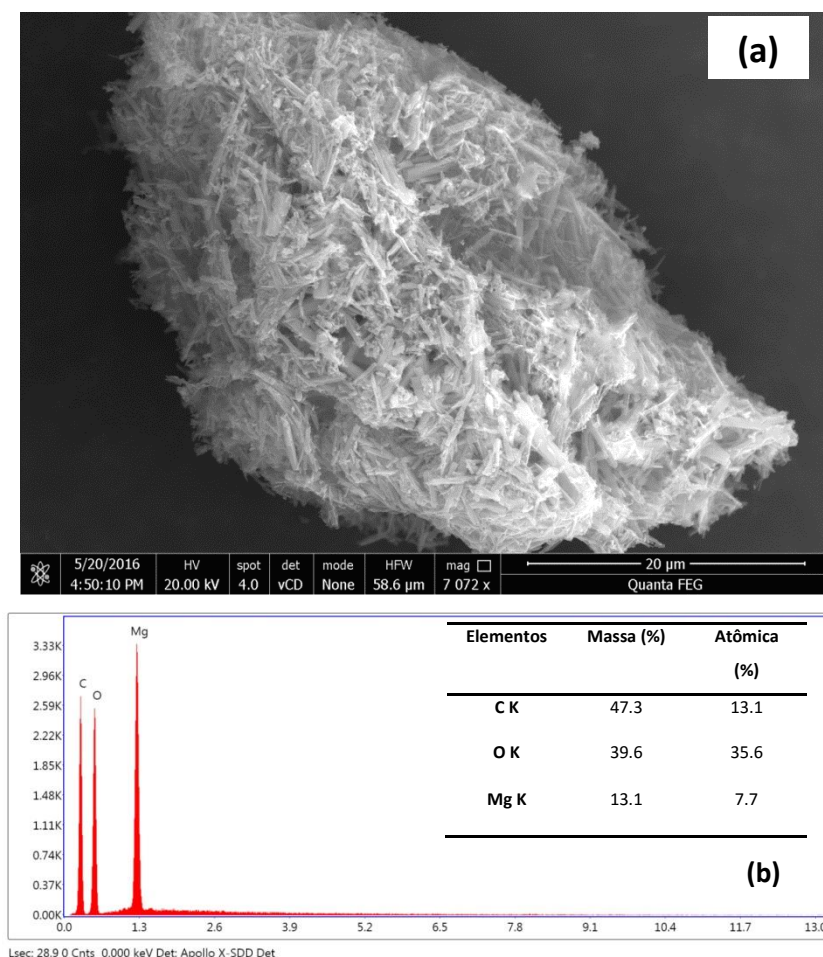 (a)
5/20/2016 HV spot det mode HFW mag 20 µm
4:50:10 PM 20.00 kV 4.0 vCD None 58.6 µm 7 072 x Quanta FEG
Elementos Massa (%) Atômica
(%)
C K 47.3 13.1
O K 39.6 35.6
Mg K 13.1 7.7
(b)
Mg
C
O
3.33K
2.96K
2.59K
2.22K
1.85K
1.48K
1.11K
0.74K
0.37K
0.00K
0.0 1.3 2.6 3.9 5.2 6.5 7.8 9.1 10.4 11.7 13.0
Lsec: 28.9 0 Cnts 0.000 keV Det: Apollo X-SDD Det